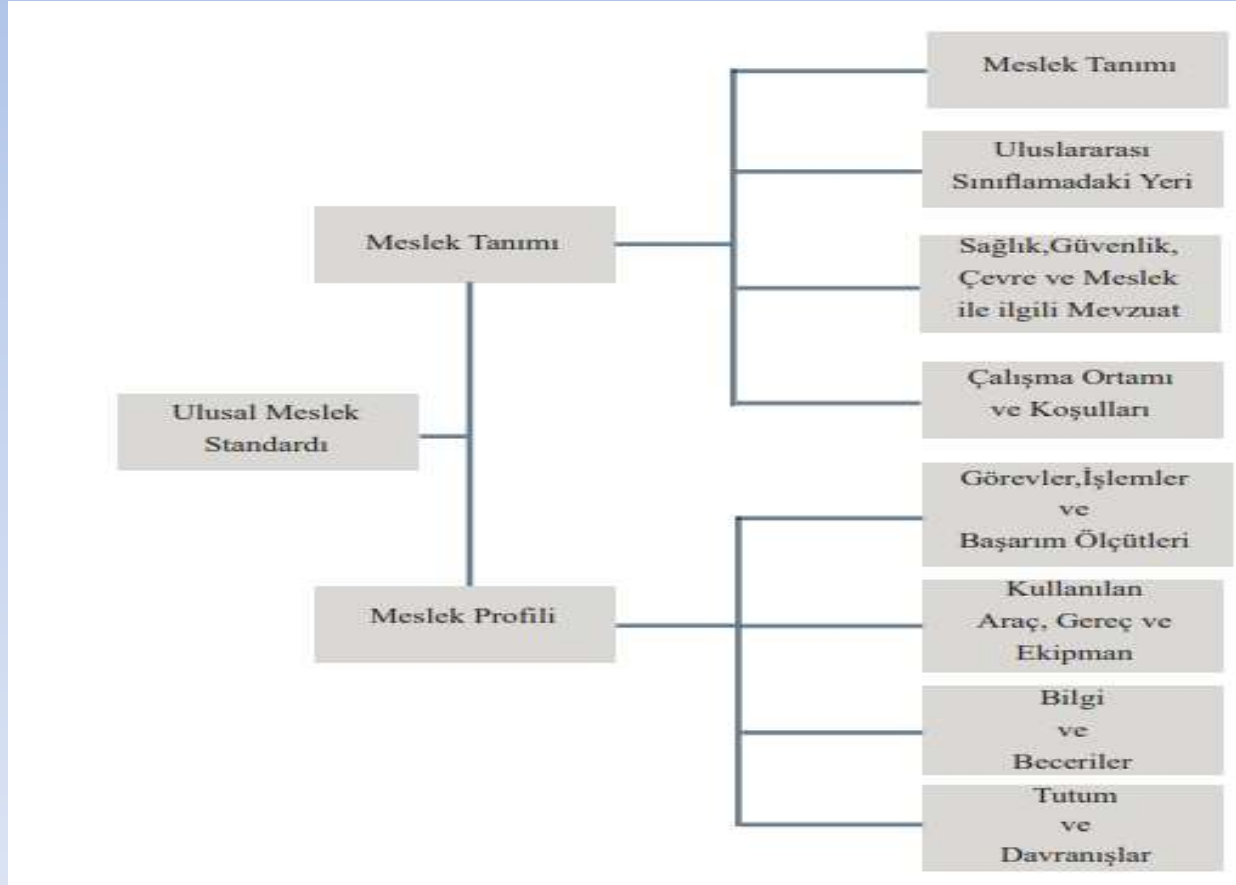 Ulusal Meslek
Standardı
Meslek Tanımı
Meslek Tanımı
Uluslararası
Sınıflamadaki Yeri
Sağlık,Güvenlik,
Çevre ve Meslek
ile ilgili Mevzuat
Çalışma Ortamı
ve Koşulları
Meslek Profili
Görevler,İşlemler
ve
Başarım Ölçütleri
Kullanılan
Araç, Gereç ve
Ekipman
Bilgi
ve
Beceriler
Tutum
ve
Davranışlar